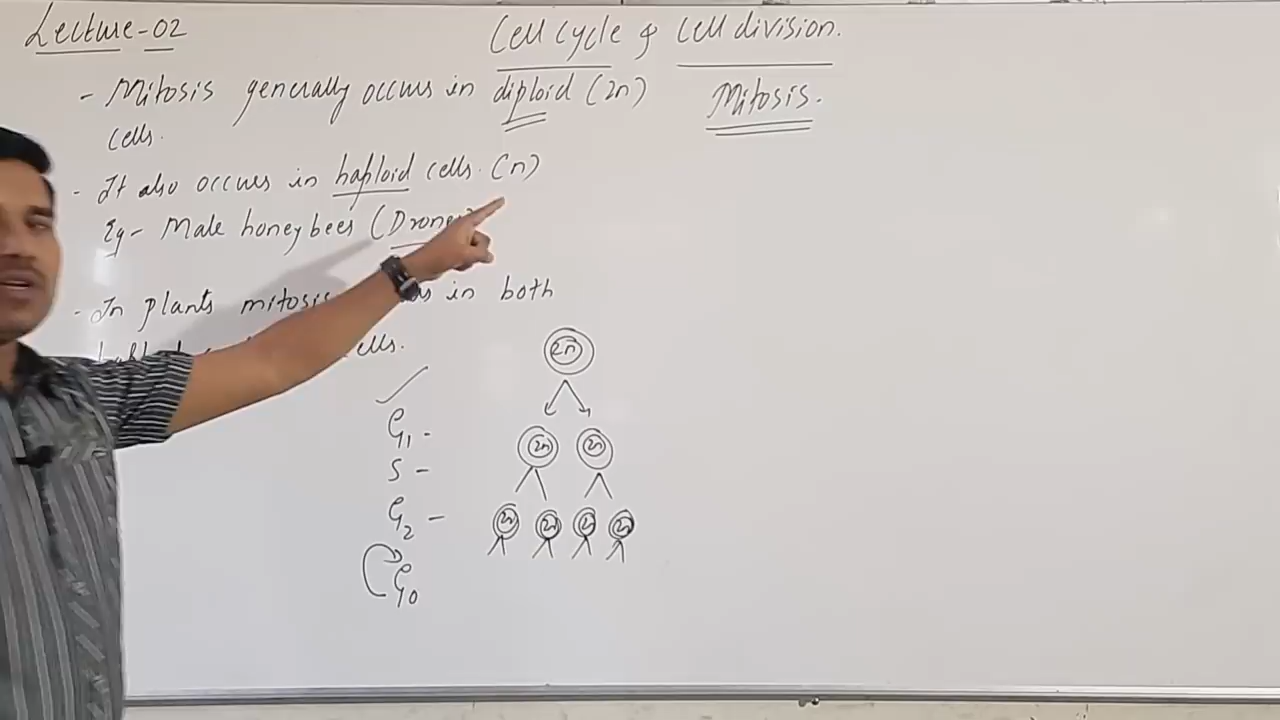 Lecture-02
Cell cycle & cell division.
Mitosis.
- Mitosis generally occurs in diploid (2n)
cells.
- It also occurs in haploid cells. (n)
Eg- Male honeybees (Drones)
- In plants mitosis in both
cells.
G1 -
S -
G2 -
G0
2n
2n 2n
2n 2n 2n 2n